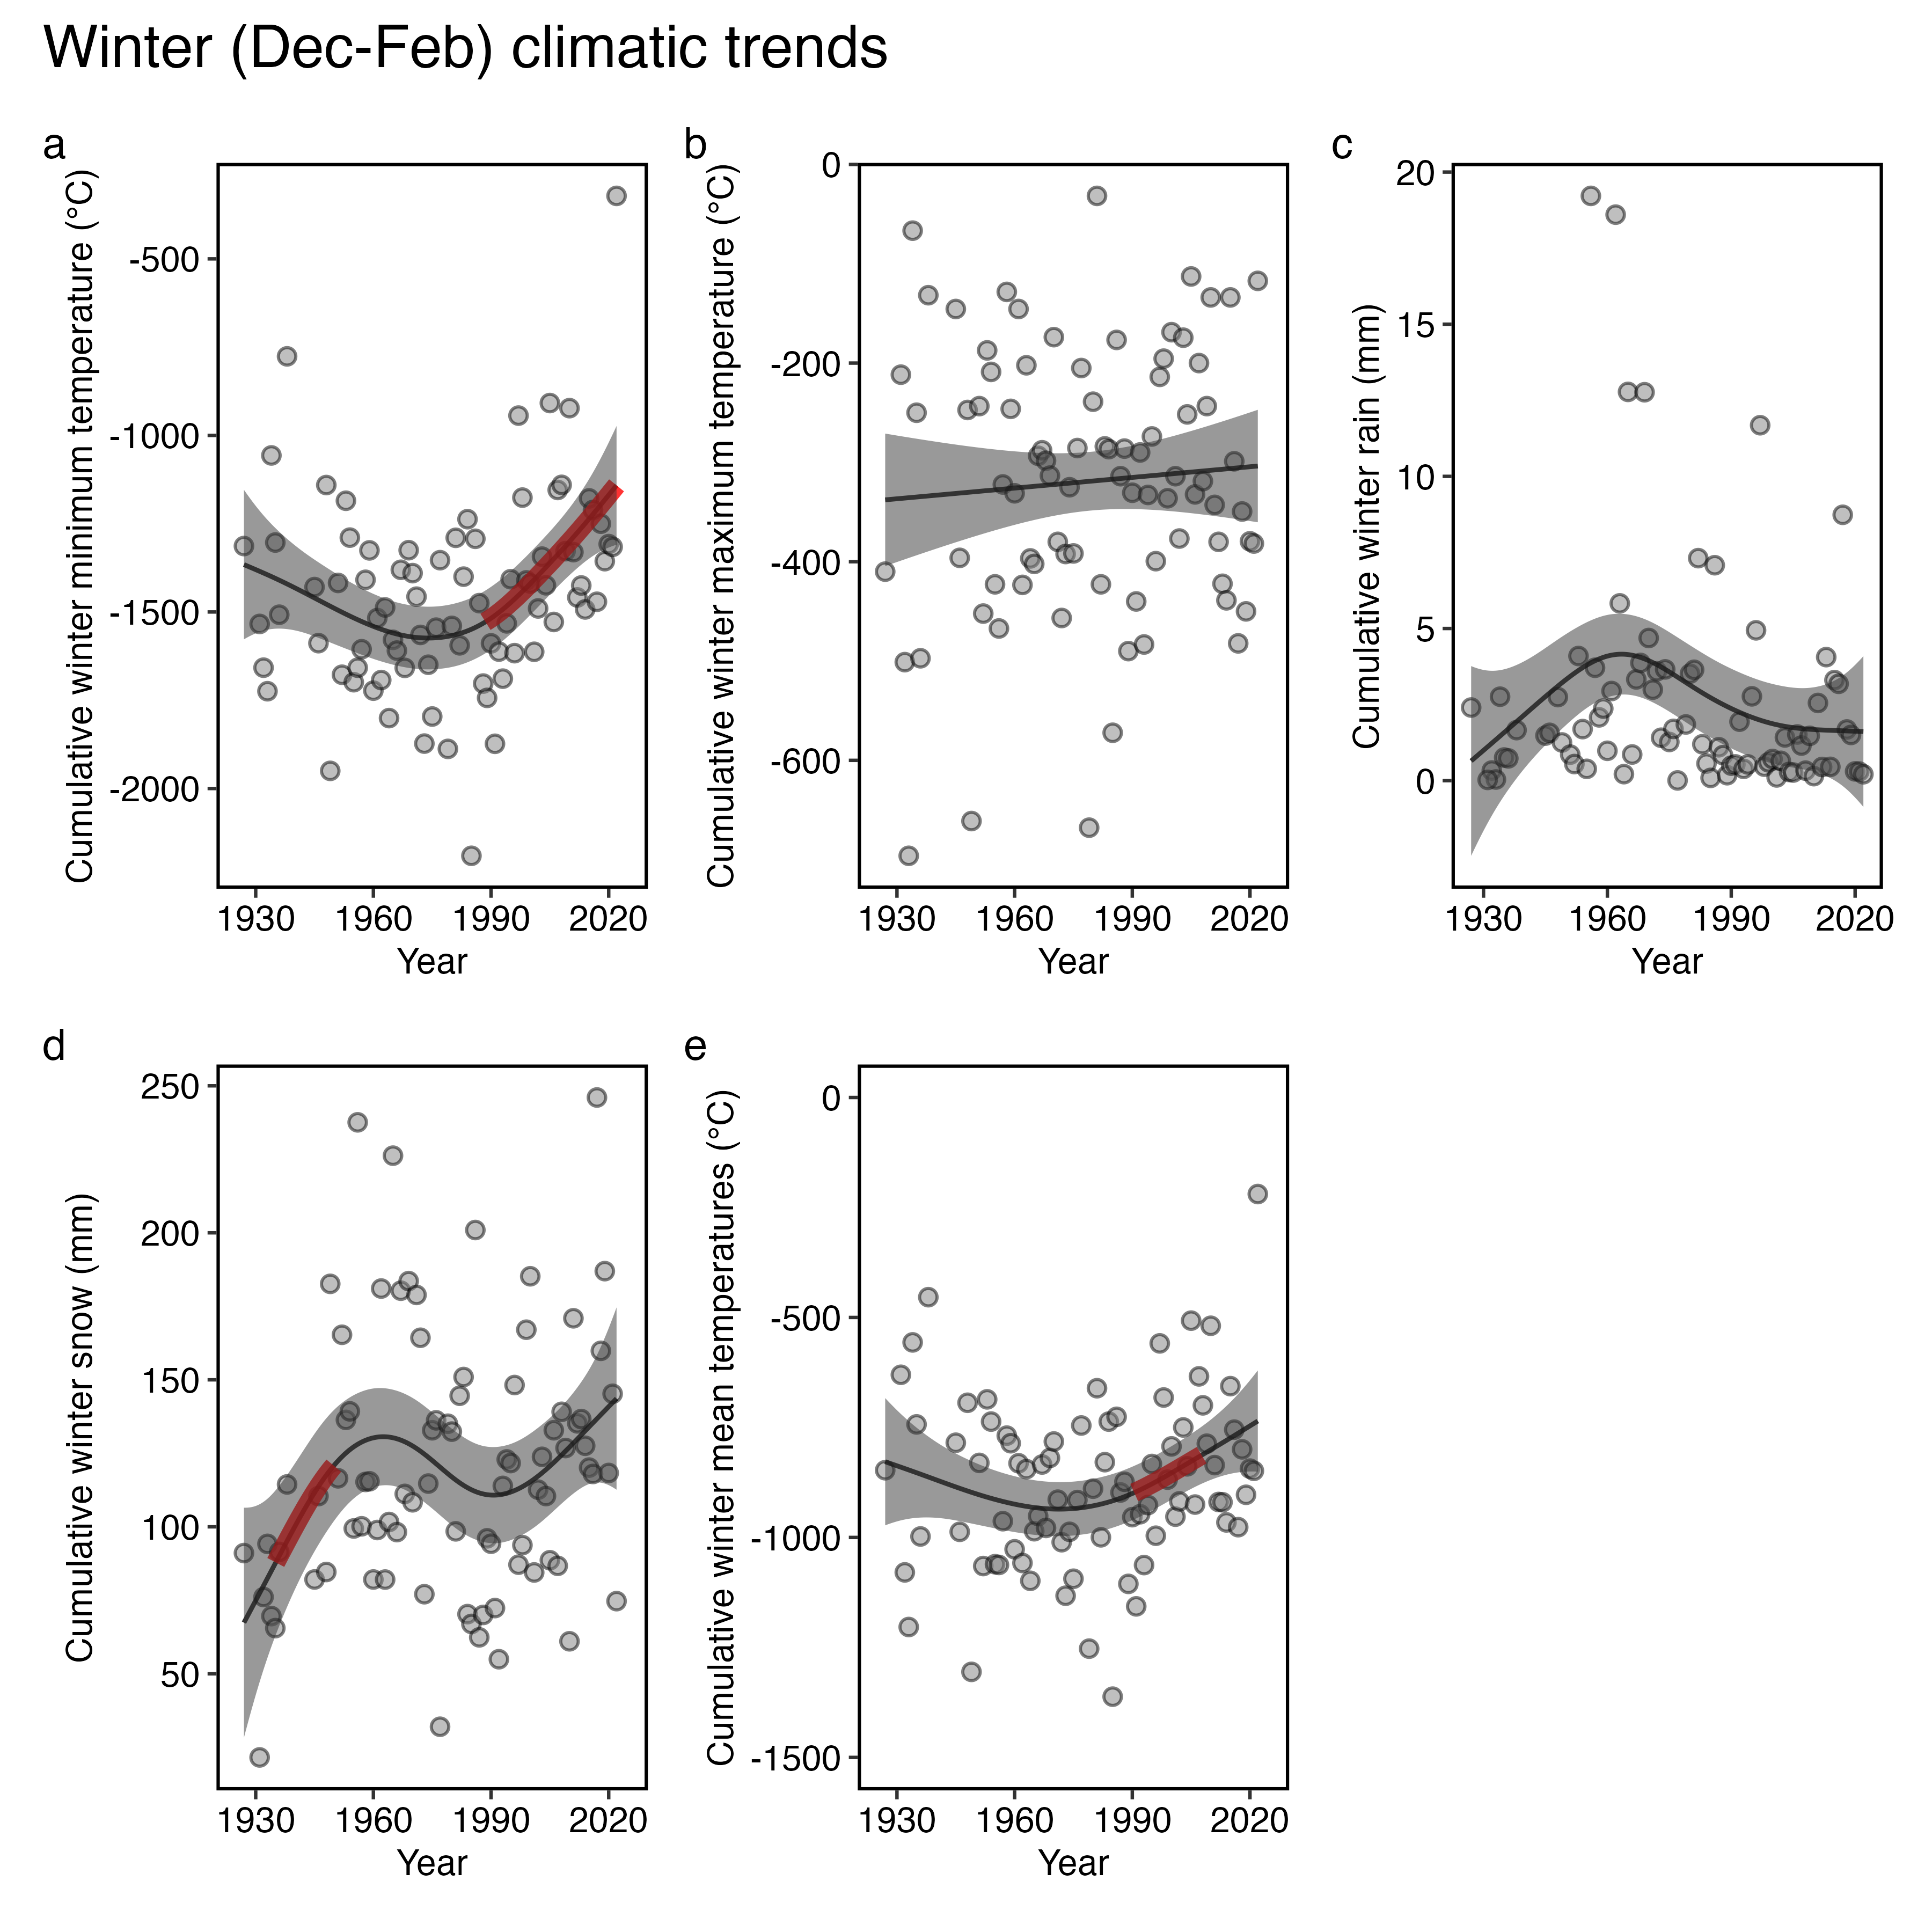 Winter (Dec-Feb) climatic trends
a
Cumulative winter minimum temperature (°C)
-500
-1000
-1500
-2000
1930 1960 1990 2020
Year
b
Cumulative winter maximum temperature (°C)
0
-200
-400
-600
1930 1960 1990 2020
Year
c
Cumulative winter rain (mm)
20
15
10
5
0
1930 1960 1990 2020
Year
d
Cumulative winter snow (mm)
250
200
150
100
50
1930 1960 1990 2020
Year
e
Cumulative winter mean temperatures (°C)
0
-500
-1000
-1500
1930 1960 1990 2020
Year